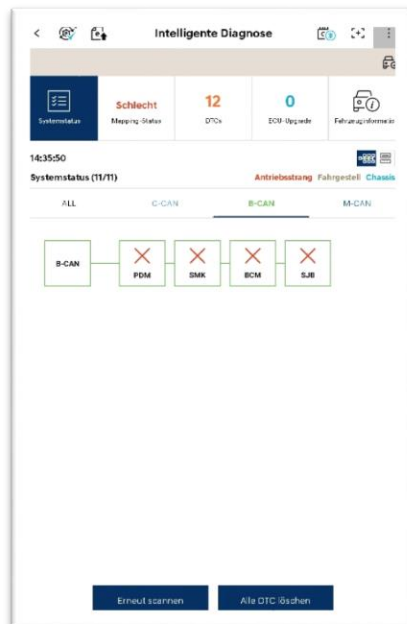 Intelligente Diagnose
Schlecht
12
0
Systemstatus
Mapping-Status
DTCs
ECU-Upgrade
Fahrzeuginformatio
14:35:50
Systemstatus (11/11)
Antriebsstrang Fahrgestell Chassis
ALL
C-CAN
B-CAN
M-CAN
B-CAN
PDM
SMK
BCM
SJB
Erneut scannen
Alle DTC löschen